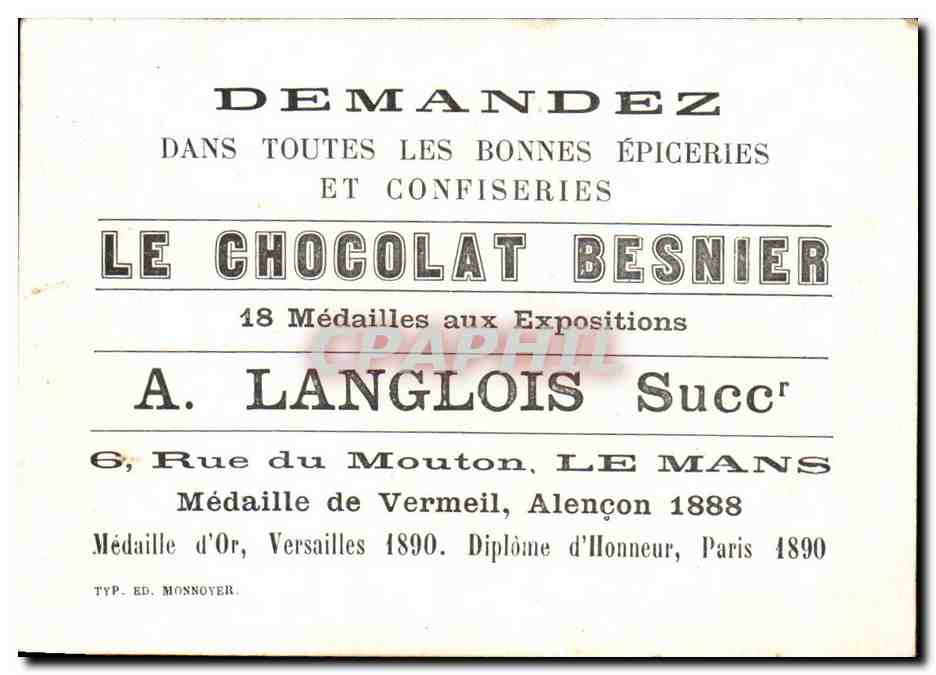 DEMANDEZ
DANS TOUTES LES BONNES ÉPICERIES
ET CONFISERIES
LE CHOCOLAT BESNIER
18 Médailles aux Expositions
CPAPHIL
A. LANGLOIS Succr
6, Rue du Mouton, LE MANS
Médaille de Vermeil, Alençon 1888
Médaille d'Or, Versailles 1890. Diplôme d'Honneur, Paris 1890
TYP. ED. MONNOYER.